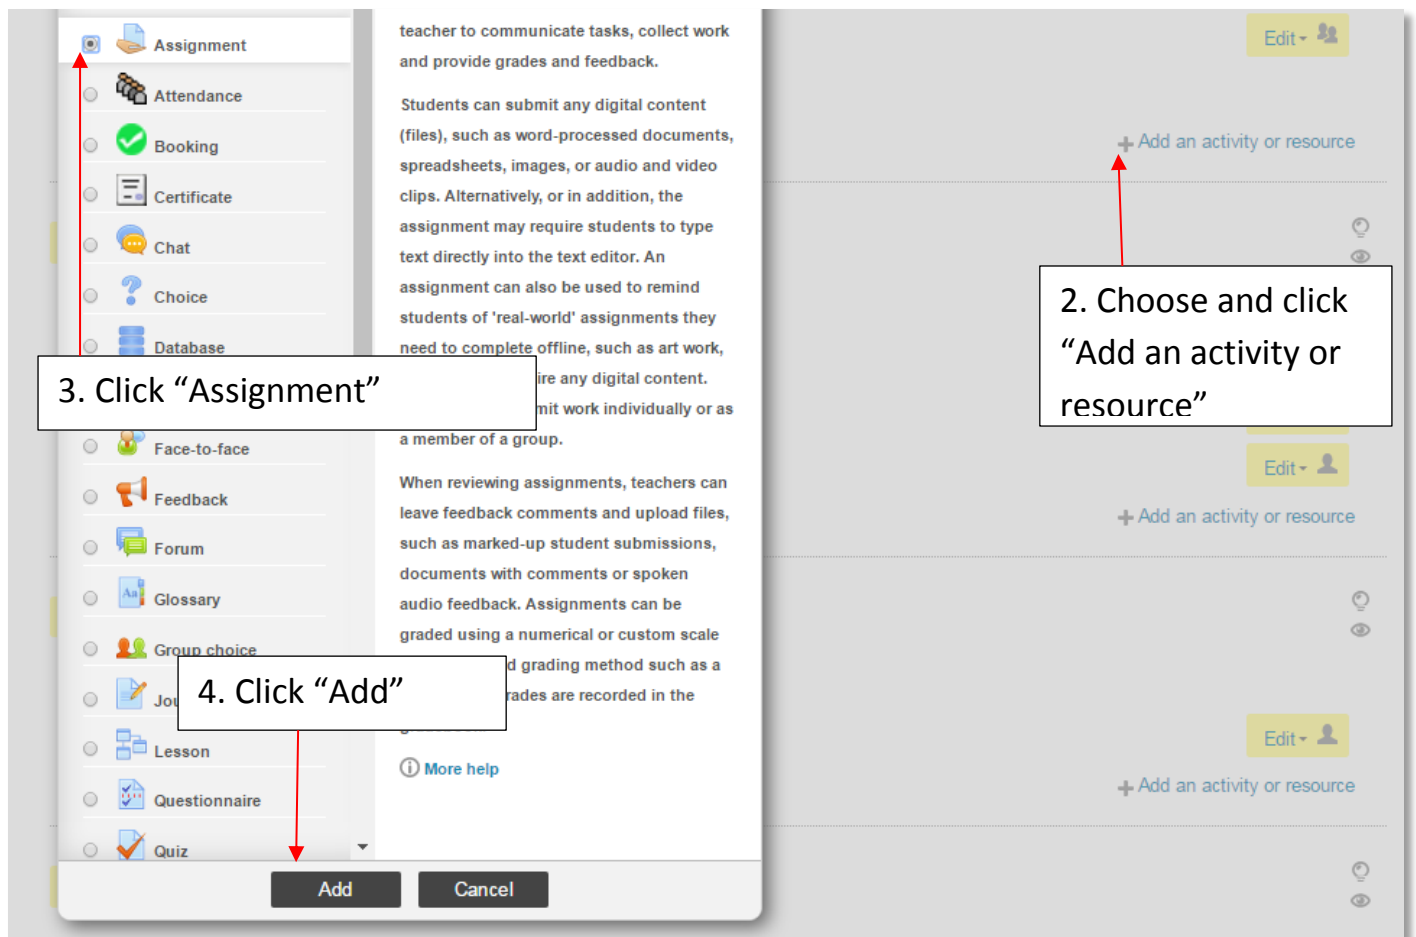 Assignment
Attendance
Booking
Certificate
Chat
Choice
Database
3. Click “Assignment”
Face-to-face
Feedback
Forum
Glossary
Group choice
4. Click “Add”
Lesson
Questionnaire
Quiz
teacher to communicate tasks, collect work
and provide grades and feedback.
Students can submit any digital content
(files), such as word-processed documents,
spreadsheets, images, or audio and video
clips. Alternatively, or in addition, the
assignment may require students to type
text directly into the text editor. An
assignment can also be used to remind
students of 'real-world' assignments they
need to complete offline, such as art work,
any digital content.
work individually or as
a member of a group.
When reviewing assignments, teachers can
leave feedback comments and upload files,
such as marked-up student submissions,
documents with comments or spoken
audio feedback. Assignments can be
graded using a numerical or custom scale
grading method such as a
are recorded in the
More help
Add Cancel
Edit
Add an activity or resource
2. Choose and click
“Add an activity or
resource”
Edit
Add an activity or resource
Edit
Add an activity or resource